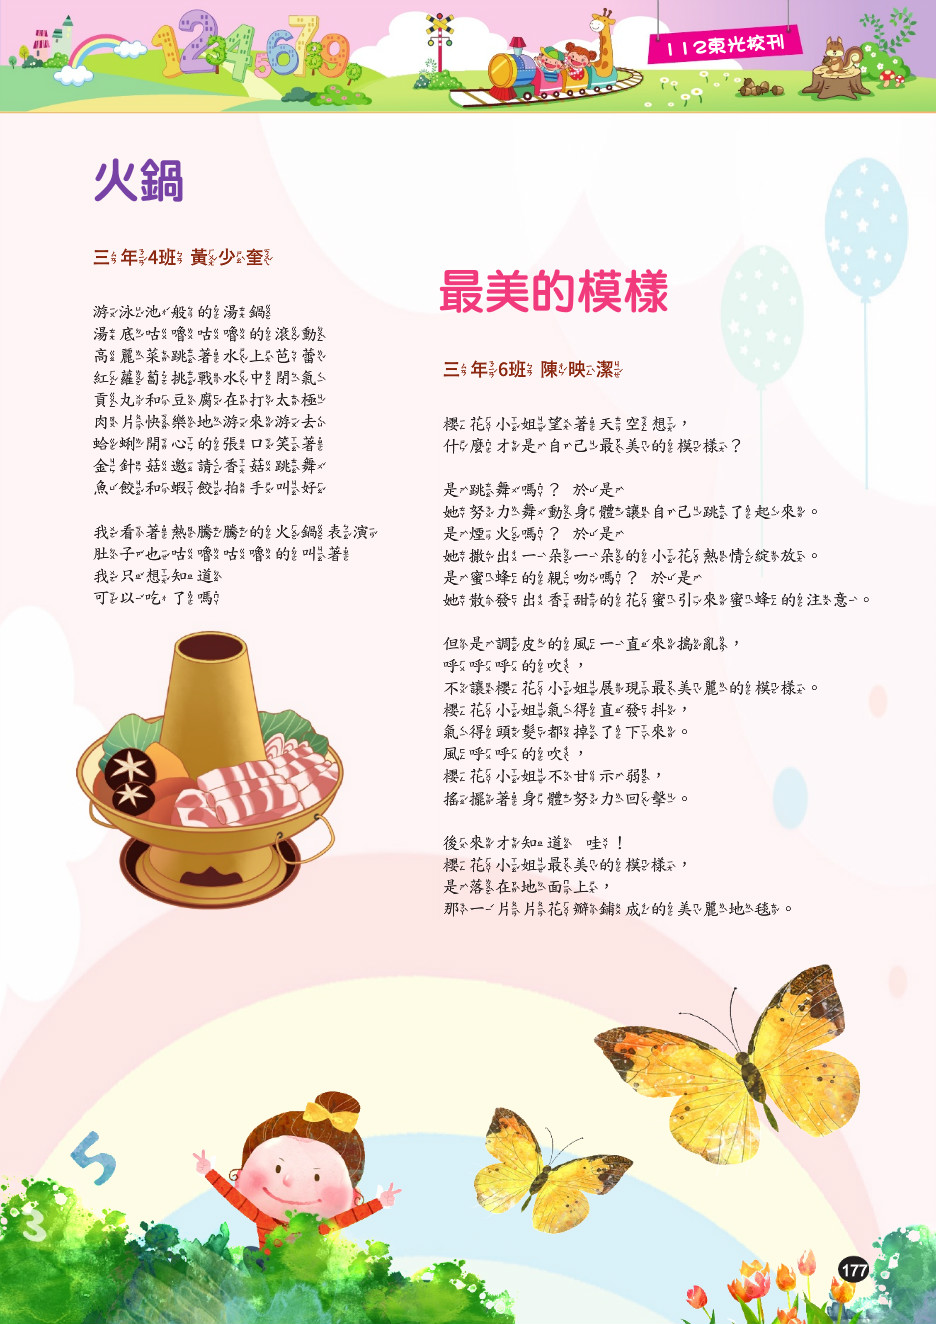 112東光校刊
火鍋
三年4班 黃少奎
游泳池般的湯鍋
湯底咕嚕咕嚕的滾動
高麗菜跳著水上芭蕾
紅蘿蔔挑戰水中閉氣
貢丸和豆腐在打太極
肉片快樂地游來游去
蛤蜊開心的張口笑著
金針菇邀請香菇跳舞
魚餃和蝦餃拍手叫好
我看著熱騰騰的火鍋表演
肚子也咕嚕咕嚕的叫著
我只想知道
可以吃了嗎
最美的模樣
三年6班 陳映潔
櫻花小姐望著天空想，
什麼才是自己最美的模樣？
是跳舞嗎？ 於是
她努力舞動身體讓自己跳了起來。
是煙火嗎？ 於是
她撒出一朵一朵的小花熱情綻放。
是蜜蜂的親吻嗎？ 於是
她散發出香甜的花蜜引來蜜蜂的注意。
但是調皮的風一直來搗亂，
呼呼呼的吹，
不讓櫻花小姐展現最美麗的模樣。
櫻花小姐氣得直發抖，
氣得頭髮都掉了下來。
風呼呼的吹，
櫻花小姐不甘示弱，
搖擺著身體努力回擊。
後來才知道 哇！
櫻花小姐最美的模樣，
是落在地面上，
那一片片花瓣鋪成的美麗地毯。
177